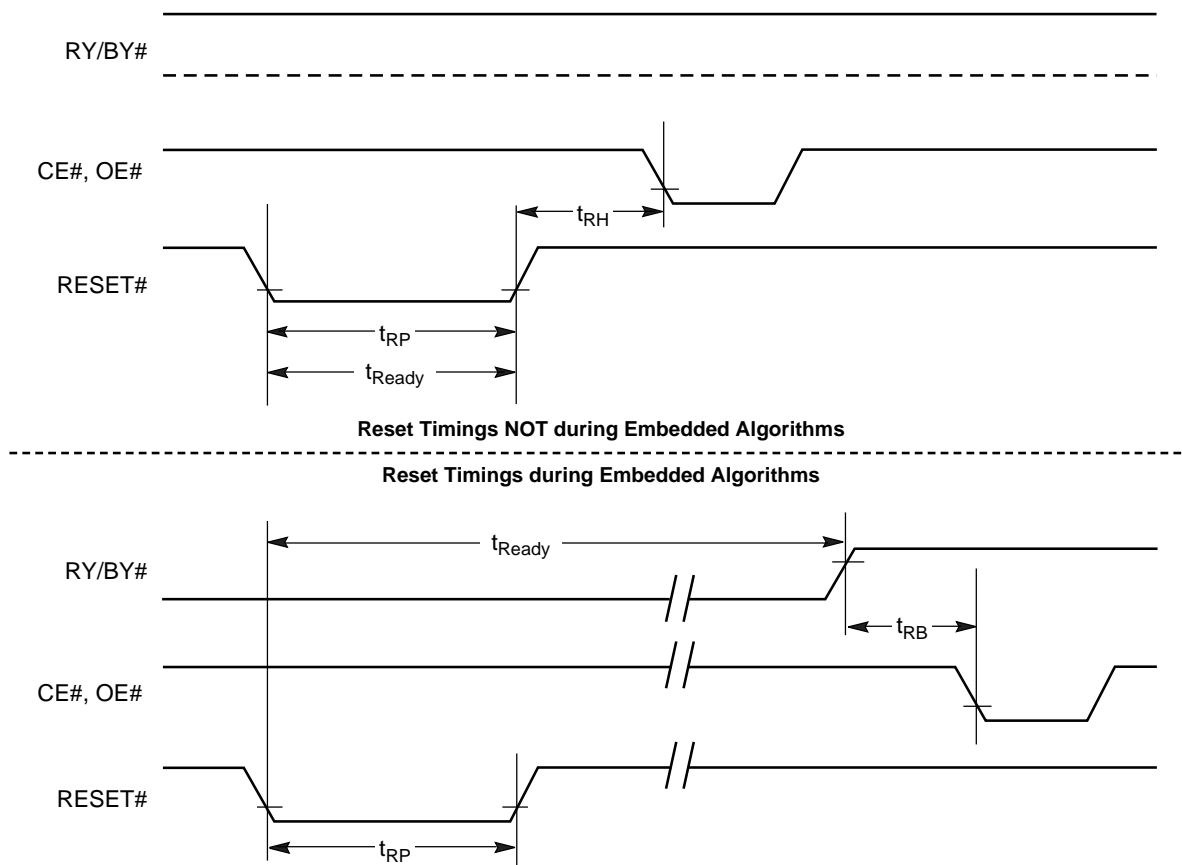 RY/BY#
CE#, OE#
tRH
RESET#
tRP
tReady
Reset Timings NOT during Embedded Algorithms
Reset Timings during Embedded Algorithms
tReady
RY/BY#
tRB
CE#, OE#
RESET#
tRP